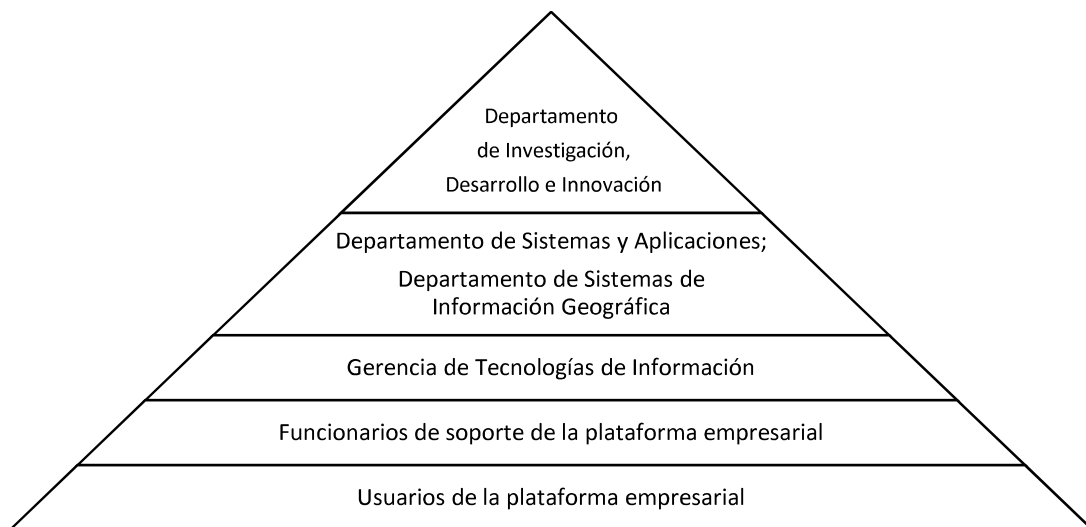 Departamento
de Investigación,
Desarrollo e Innovación
Departamento de Sistemas y Aplicaciones;
Departamento de Sistemas de
Información Geográfica
Gerencia de Tecnologías de Información
Funcionarios de soporte de la plataforma empresarial
Usuarios de la plataforma empresarial